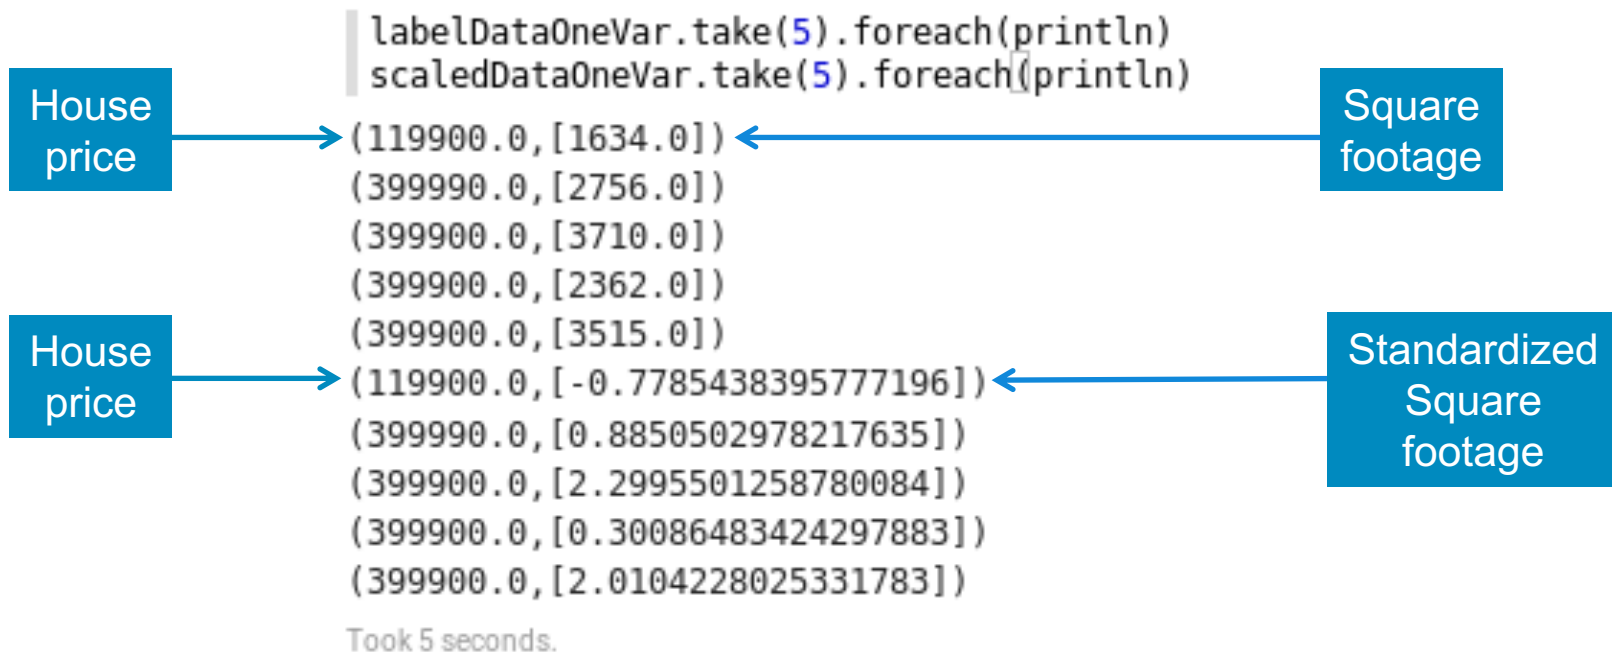 labelDataOneVar.take(5).foreach(println)
scaledDataOneVar.take(5).foreach(println)
House
price
(119900.0,[1634.0])
Square
footage
(399990.0,[2756.0])
(399900.0,[3710.0])
(399900.0,[2362.0])
(399900.0,[3515.0])
House
price
(119900.0,[-0.7785438395777196])
Standardized
Square
footage
(399990.0,[0.8850502978217635])
(399900.0,[2.2995501258780084])
(399900.0,[0.30086483424297883])
(399900.0,[2.0104228025331783])
Took 5 seconds.